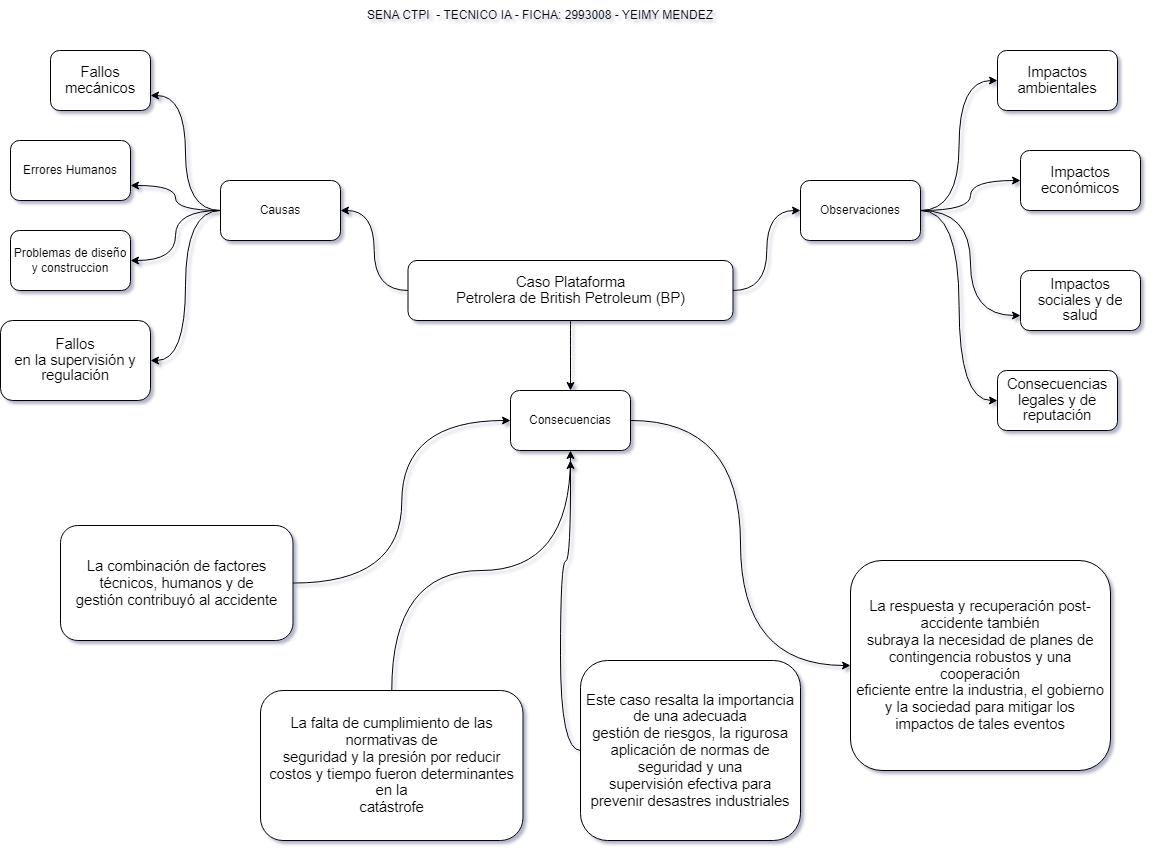 SENA CTPI - TECNICO IA - FICHA: 2993008 - YEIMY MENDEZ
Fallos
mecánicos
Errores Humanos
Problemas de diseño
y construccion
Fallos
en la supervisión y
regulación
Causas
Caso Plataforma
Petrolera de British Petroleum (BP)
Observaciones
Impactos
ambientales
Impactos
económicos
Impactos
sociales y de
salud
Consecuencias
legales y de
reputación
Consecuencias
La combinación de factores
técnicos, humanos y de
gestión contribuyó al accidente
La falta de cumplimiento de las
normativas de
seguridad y la presión por reducir
costos y tiempo fueron determinantes
en la
catástrofe
Este caso resalta la importancia
de una adecuada
gestión de riesgos, la rigurosa
aplicación de normas de
seguridad y una
supervisión efectiva para
prevenir desastres industriales
La respuesta y recuperación post-
accidente también
subraya la necesidad de planes de
contingencia robustos y una
cooperación
eficiente entre la industria, el gobierno
y la sociedad para mitigar los
impactos de tales eventos